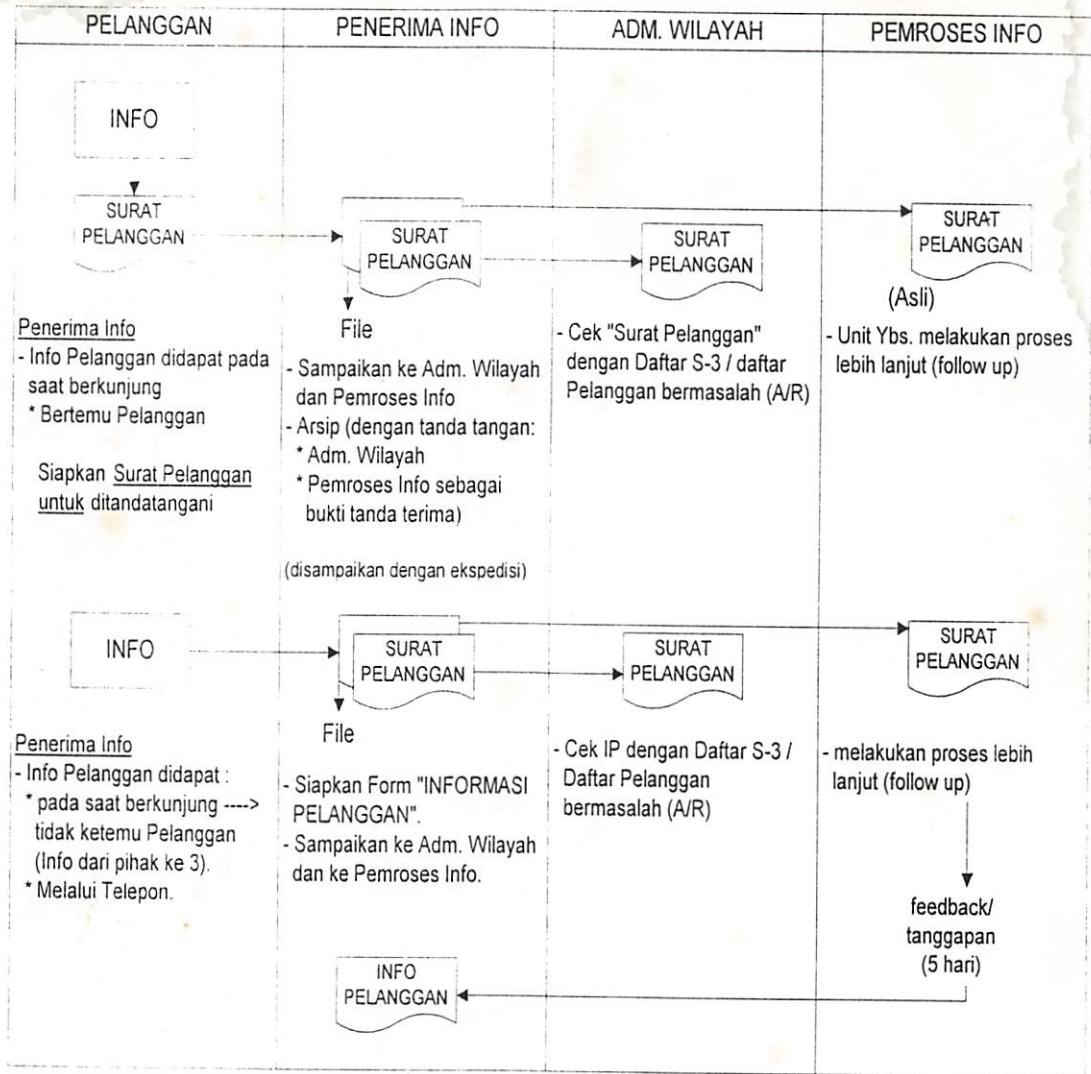 PELANGGAN
PENERIMA INFO
ADM. WILAYAH
PEMROSES INFO
INFO
SURAT
PELANGGAN
SURAT
PELANGGAN
SURAT
PELANGGAN
SURAT
PELANGGAN
(Asli)
Penerima Info
- Info Pelanggan didapat pada
saat berkunjung
* Bertemu Pelanggan
Siapkan Surat Pelanggan
untuk ditandatangani
File
- Sampaikan ke Adm. Wilayah
dan Pemroses Info
- Arsip (dengan tanda tangan:
* Adm. Wilayah
* Pemroses Info sebagai
bukti tanda terima)
(disampaikan dengan ekspedisi)
- Cek "Surat Pelanggan"
dengan Daftar S-3 / daftar
Pelanggan bermasalah (A/R)
- Unit Ybs. melakukan proses
lebih lanjut (follow up)
INFO
SURAT
PELANGGAN
SURAT
PELANGGAN
SURAT
PELANGGAN
Penerima Info
- Info Pelanggan didapat :
* pada saat berkunjung ---->
tidak ketemu Pelanggan
(Info dari pihak ke 3).
* Melalui Telepon.
File
- Siapkan Form "INFORMASI
PELANGGAN".
- Sampaikan ke Adm. Wilayah
dan ke Pemroses Info.
- Cek IP dengan Daftar S-3 /
Daftar Pelanggan
bermasalah (A/R)
- melakukan proses lebih
lanjut (follow up)
feedback/
tanggapan
(5 hari)
INFO
PELANGGAN